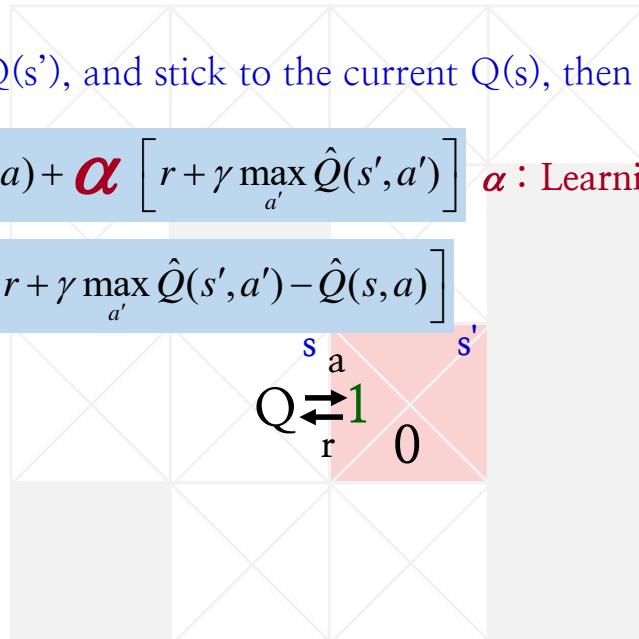 Q(s’), and stick to the current Q(s), then
a) + α [ r + γ max_{a′} Q̂(s′, a′) ] α : Learni
r + γ max_{a′} Q̂(s′, a′) − Q̂(s, a) ]
s a s'
Q 1
r 0